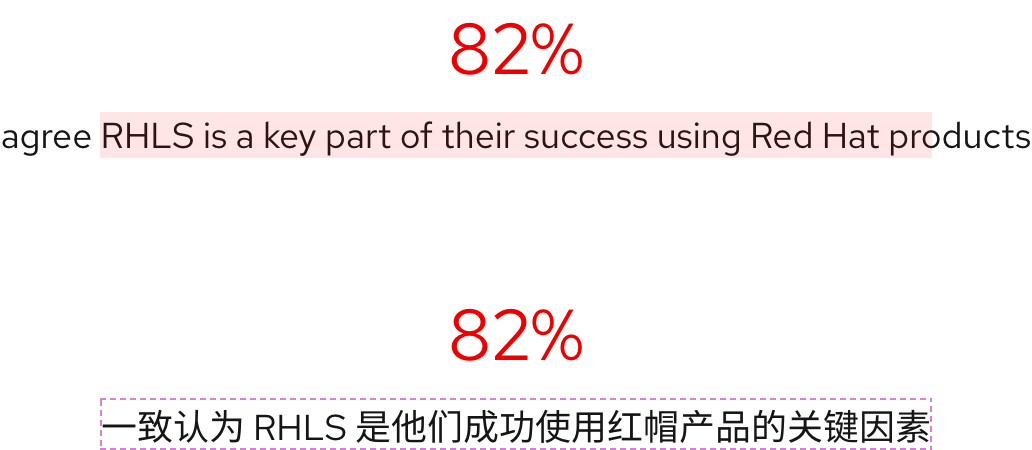 82%
agree RHLS is a key part of their success using Red Hat products
82%
一致认为 RHLS 是他们成功使用红帽产品的关键因素